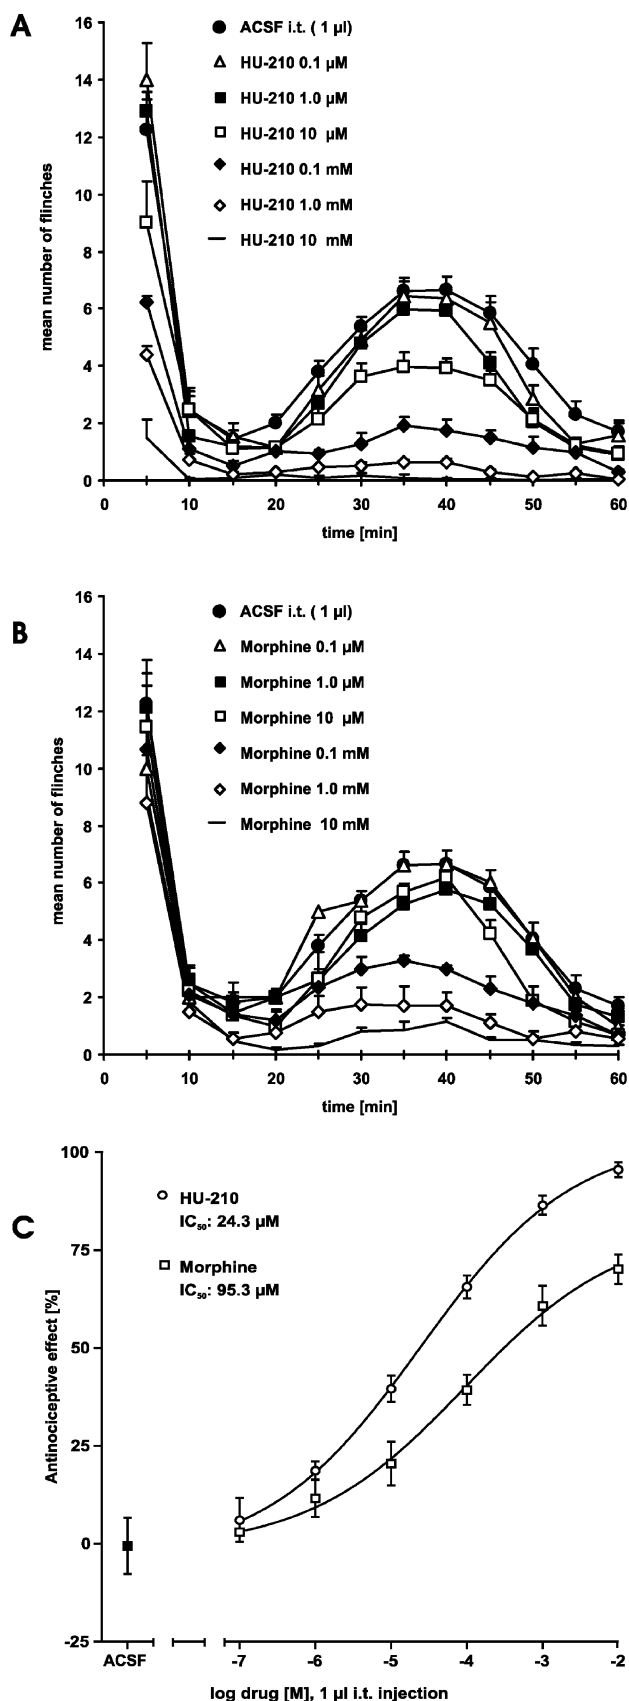 A
16
14
12
10
8
6
4
2
0
mean number of flinches
ACSF i.t. ( 1 µl)
HU-210 0.1 µM
HU-210 1.0 µM
HU-210 10 µM
HU-210 0.1 mM
HU-210 1.0 mM
HU-210 10 mM
0 10 20 30 40 50 60
time [min]
B
16
14
12
10
8
6
4
2
0
mean number of flinches
ACSF i.t. ( 1 µl)
Morphine 0.1 µM
Morphine 1.0 µM
Morphine 10 µM
Morphine 0.1 mM
Morphine 1.0 mM
Morphine 10 mM
0 10 20 30 40 50 60
time [min]
C
100
75
50
25
0
-25
Antinociceptive effect [%]
HU-210
IC₅₀: 24.3 µM
Morphine
IC₅₀: 95.3 µM
ACSF -7 -6 -5 -4 -3 -2
log drug [M], 1 µl i.t. injection